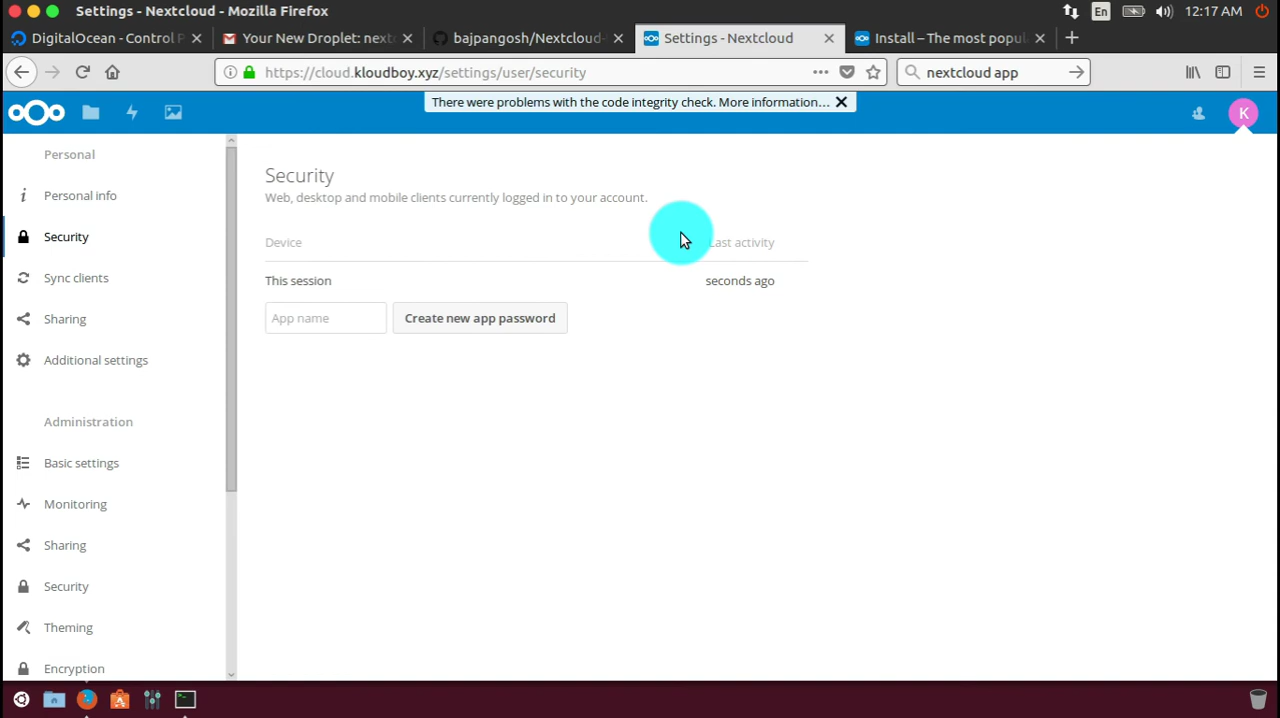 Settings - Nextcloud - Mozilla Firefox
En
12:17 AM
DigitalOcean - Control P
Your New Droplet: next
bajpangosh/Nextcloud-
Settings - Nextcloud
Install – The most popul
https://cloud.kloudboy.xyz/settings/user/security
nextcloud app
There were problems with the code integrity check. More information…
K
Personal
Personal info
Security
Sync clients
Sharing
Additional settings
Administration
Basic settings
Monitoring
Sharing
Security
Theming
Encryption
Security
Web, desktop and mobile clients currently logged in to your account.
Device
Last activity
This session
seconds ago
App name
Create new app password